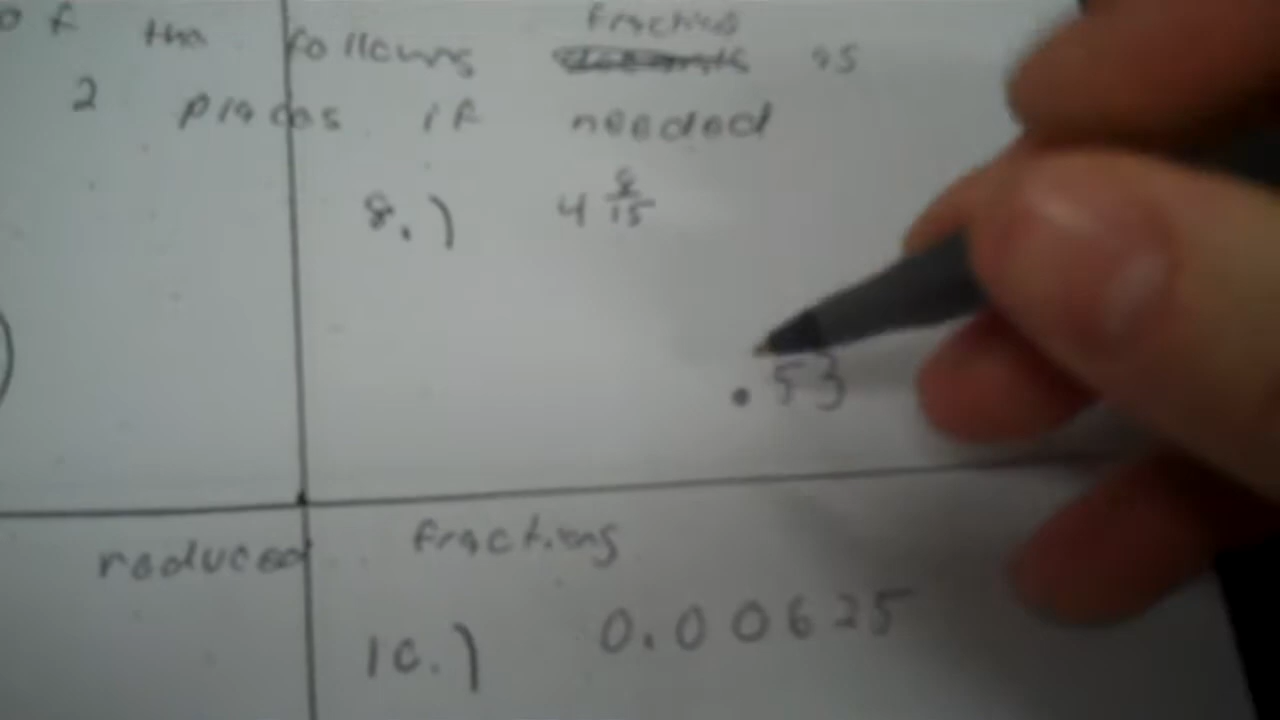 of the following fractions as
2 places if needed
8.) 4 8/15
.53
reduced fractions
10.) 0.00625